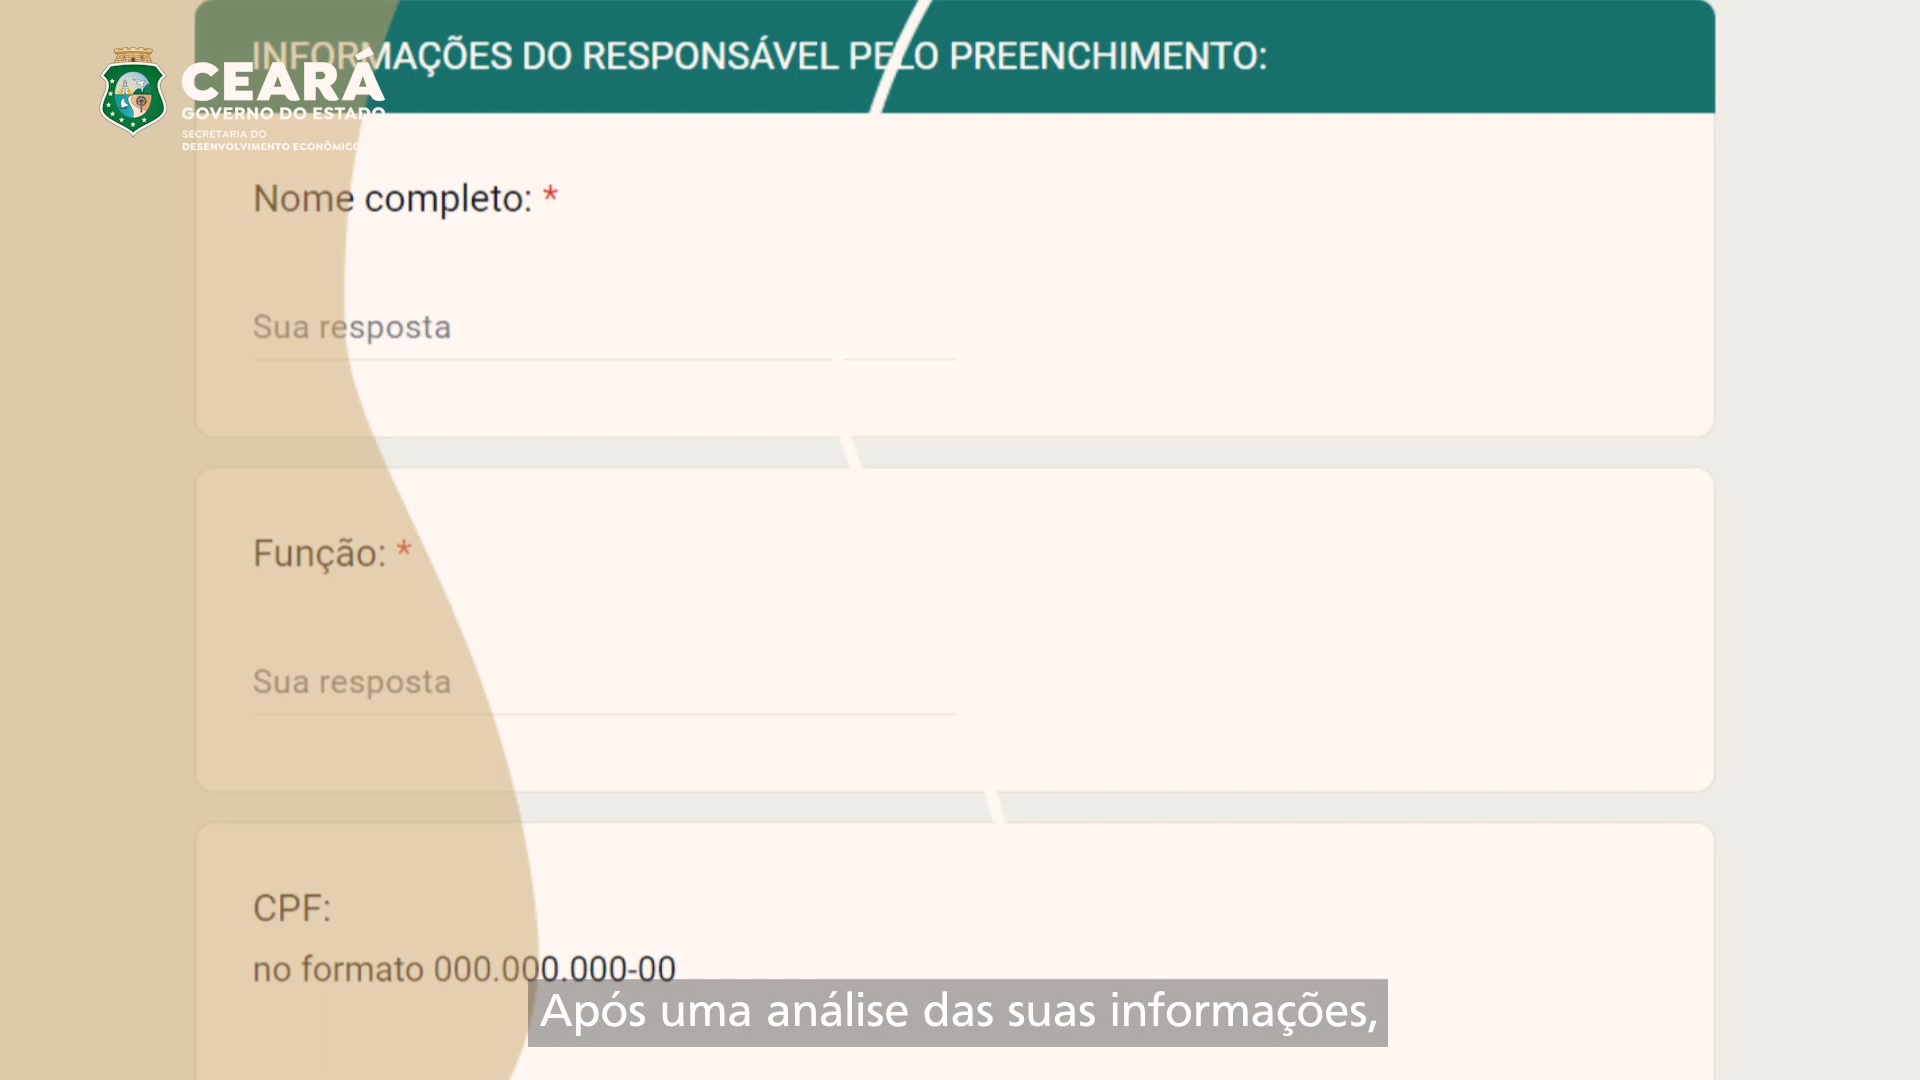 INFORMAÇÕES DO RESPONSÁVEL PELO PREENCHIMENTO:
CEARÁ
GOVERNO DO ESTADO
SECRETARIA DO
DESENVOLVIMENTO ECONÔMICO
Nome completo: *
Sua resposta
Função: *
Sua resposta
CPF:
no formato 000.000.000-00
Após uma análise das suas informações,